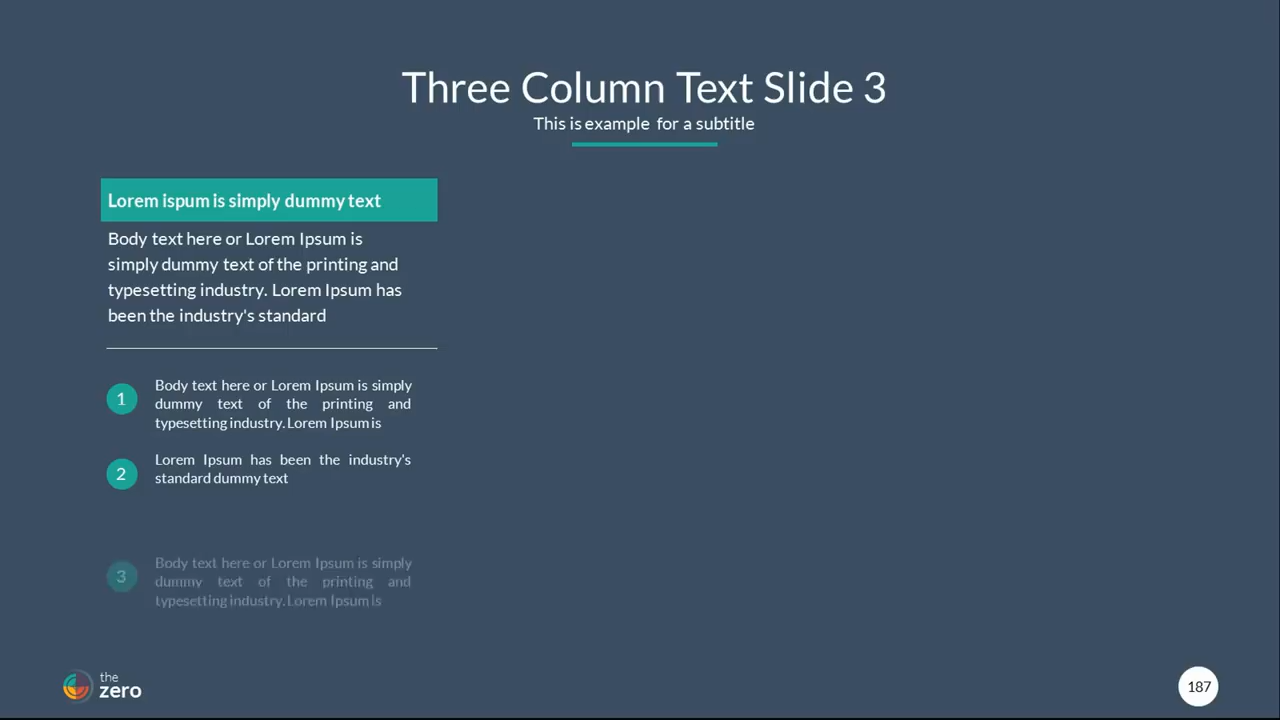 Three Column Text Slide 3
This is example for a subtitle
Lorem ispum is simply dummy text
Body text here or Lorem Ipsum is
simply dummy text of the printing and
typesetting industry. Lorem Ipsum has
been the industry's standard
1
Body text here or Lorem Ipsum is simply
dummy text of the printing and
typesetting industry. Lorem Ipsum is
2
Lorem Ipsum has been the industry's
standard dummy text
3
Body text here or Lorem Ipsum is simply
dummy text of the printing and
typesetting industry. Lorem Ipsum is
the
zero
187